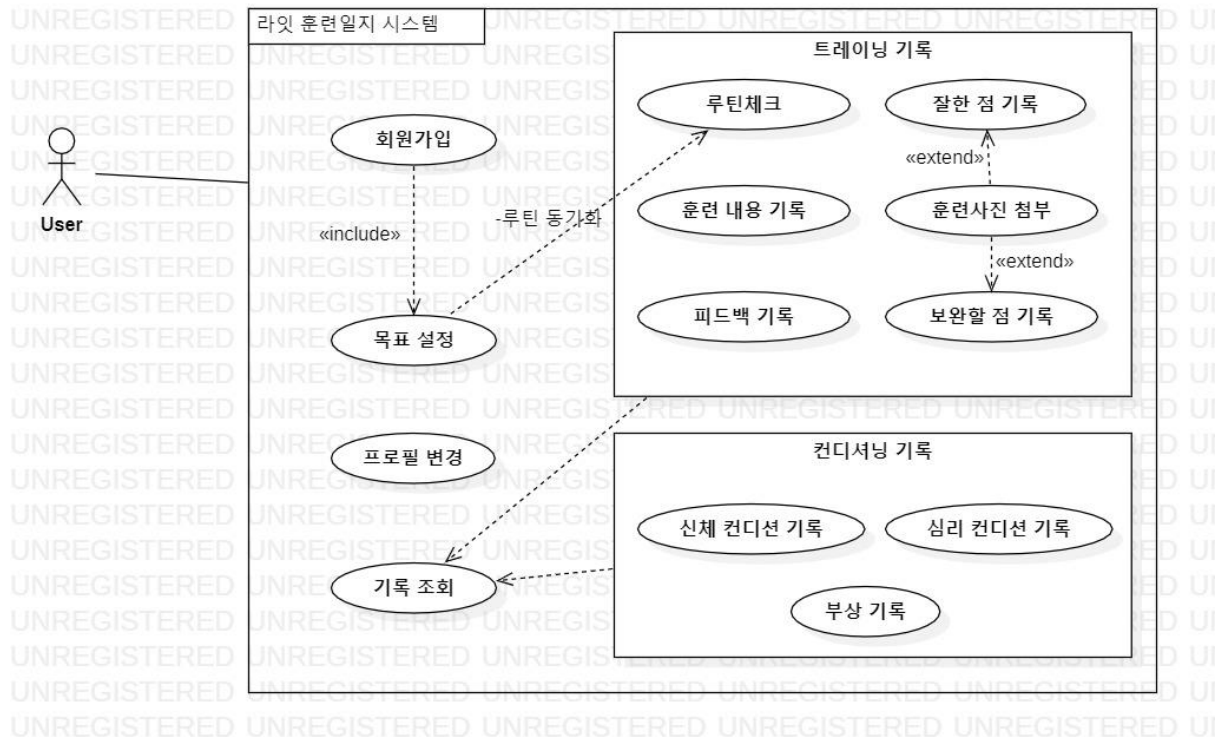 라잇 훈련일지 시스템
User
회원가입
«include»
목표 설정
-루틴 동기화
프로필 변경
기록 조회
트레이닝 기록
루틴체크
잘한 점 기록
«extend»
훈련 내용 기록
훈련사진 첨부
«extend»
피드백 기록
보완할 점 기록
컨디셔닝 기록
신체 컨디션 기록
심리 컨디션 기록
부상 기록
UNREGISTERED